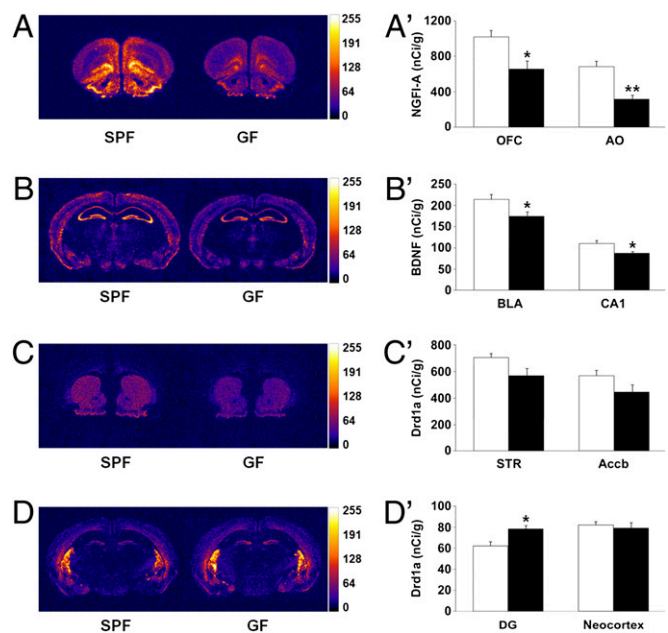 A
255
191
128
64
0
SPF GF
A'
NGFI-A (nCi/g)
1200
800
400
0
*
**
OFC AO
B
255
191
128
64
0
SPF GF
B'
BDNF (nCi/g)
250
200
150
100
50
0
*
*
BLA CA1
C
255
191
128
64
0
SPF GF
C'
Drd1a (nCi/g)
800
600
400
200
0
STR Accb
D
255
191
128
64
0
SPF GF
D'
Drd1a (nCi/g)
100
80
60
40
20
0
*
DG Neocortex